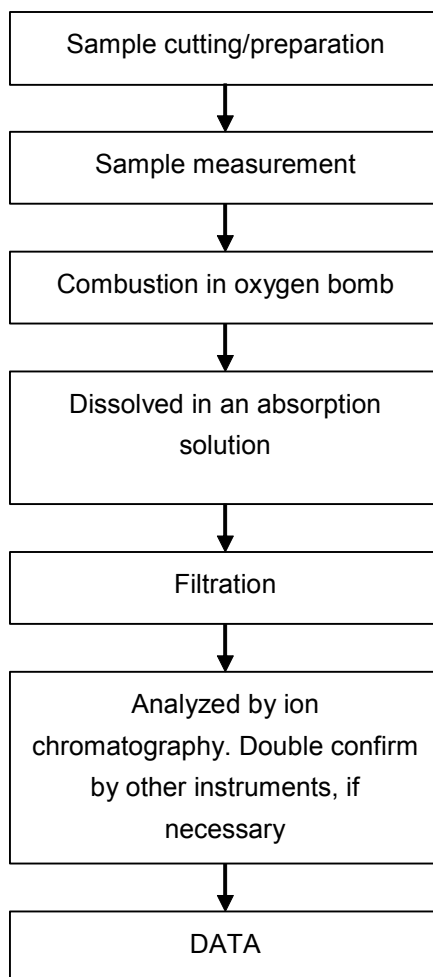 Sample cutting/preparation
Sample measurement
Combustion in oxygen bomb
Dissolved in an absorption
solution
Filtration
Analyzed by ion
chromatography. Double confirm
by other instruments, if
necessary
DATA